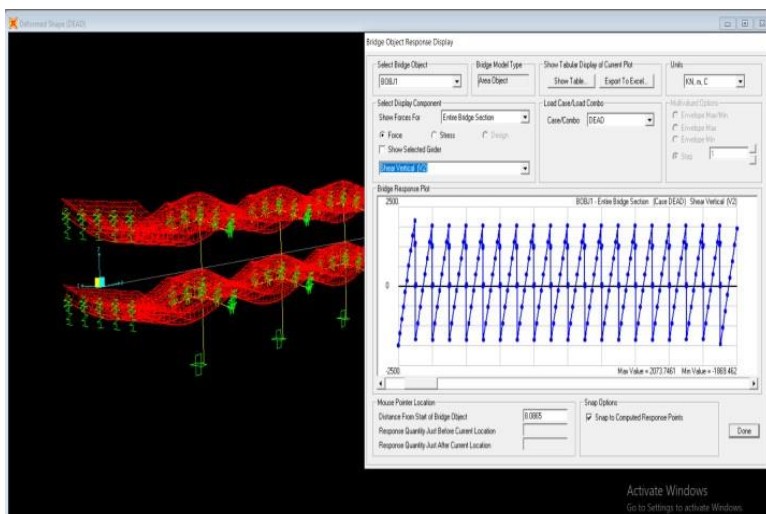 Deformed Shape (DEAD)
Bridge Object Response Display
Select Bridge Object
BOBJ1
Bridge Model Type
Area Object
Show Tabular Display of Current Plot
Show Table...
Export To Excel...
Units
KN, m, C
Select Display Component
Show Forces For
Entire Bridge Section
Force
Stress
Design
Show Selected Girder
Shear Vertical (V2)
Load Case/Load Combo
Case/Combo
DEAD
Multivalued Options
Envelope Max/Min
Envelope Max
Envelope Min
Step
1
Bridge Response Plot
2500.
BOBJ1 - Entire Bridge Section (Case DEAD) Shear Vertical (V2)
0
-2500.
Max Value = 2073.7461 Min Value = -1869.462
Mouse Pointer Location
Distance From Start of Bridge Object
8.0865
Response Quantity Just Before Current Location
Response Quantity Just After Current Location
Snap Options
Snap to Computed Response Points
Done
Activate Windows
Go to Settings to activate Windows.